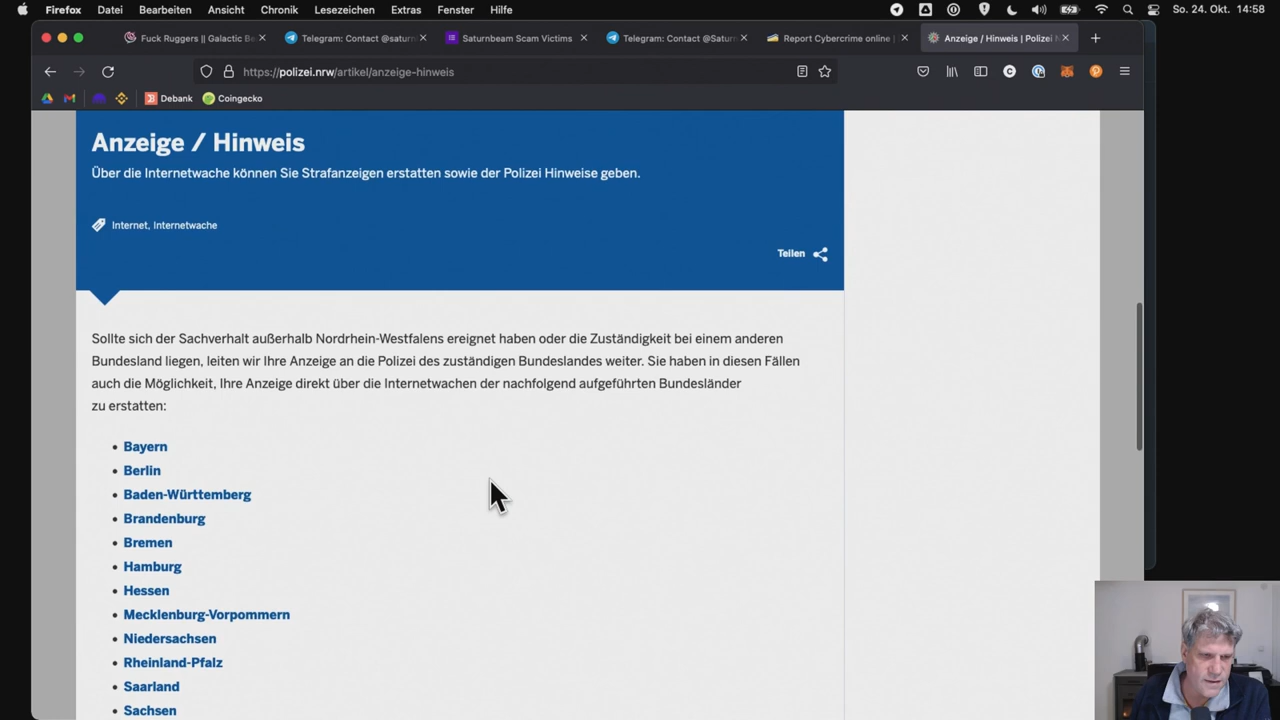 Firefox Datei Bearbeiten Ansicht Chronik Lesezeichen Extras Fenster Hilfe So. 24. Okt. 14:58
Fuck Ruggers || Galactic Be Telegram: Contact @saturn Saturnbeam Scam Victims Telegram: Contact @Saturn Report Cybercrime online | Anzeige / Hinweis | Polizei N
https://polizei.nrw/artikel/anzeige-hinweis
Debank Coingecko
Anzeige / Hinweis
Über die Internetwache können Sie Strafanzeigen erstatten sowie der Polizei Hinweise geben.
Internet, Internetwache
Teilen
Sollte sich der Sachverhalt außerhalb Nordrhein-Westfalens ereignet haben oder die Zuständigkeit bei einem anderen
Bundesland liegen, leiten wir Ihre Anzeige an die Polizei des zuständigen Bundeslandes weiter. Sie haben in diesen Fällen
auch die Möglichkeit, Ihre Anzeige direkt über die Internetwachen der nachfolgend aufgeführten Bundesländer
zu erstatten:
• Bayern
• Berlin
• Baden-Württemberg
• Brandenburg
• Bremen
• Hamburg
• Hessen
• Mecklenburg-Vorpommern
• Niedersachsen
• Rheinland-Pfalz
• Saarland
• Sachsen